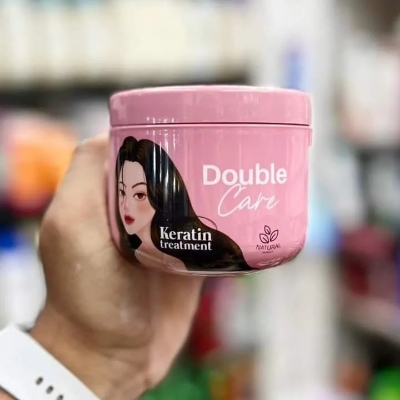 Double
Care
Keratin
treatment
NATURAL